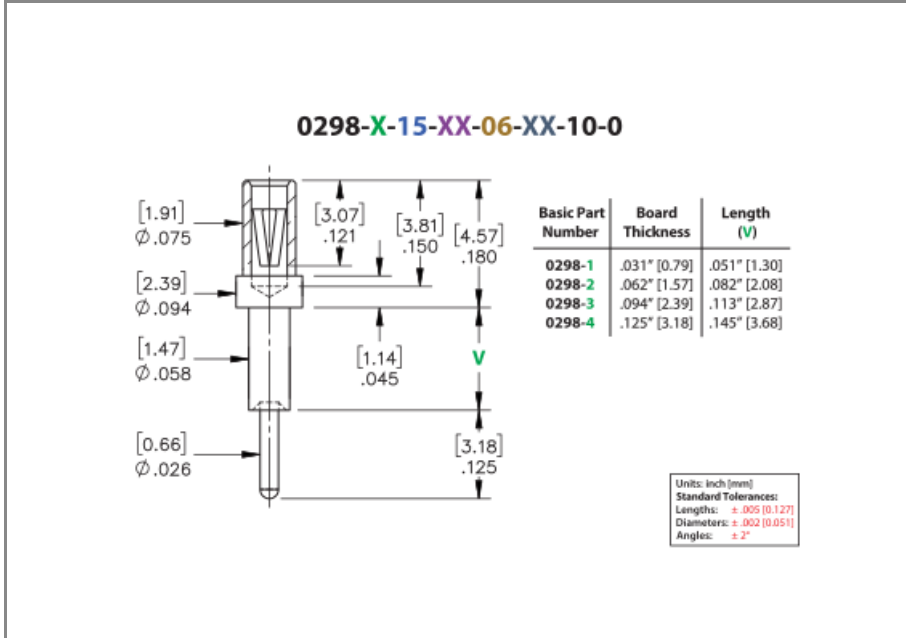 0298-X-15-XX-06-XX-10-0
[1.91]
Ø.075
[2.39]
Ø.094
[1.47]
Ø.058
[0.66]
Ø.026
[3.07]
.121
[3.81]
.150
[4.57]
.180
[1.14]
.045
V
[3.18]
.125
Basic Part Number Board Thickness Length (V)
0298-1 .031" [0.79] .051" [1.30]
0298-2 .062" [1.57] .082" [2.08]
0298-3 .094" [2.39] .113" [2.87]
0298-4 .125" [3.18] .145" [3.68]
Units: inch [mm]
Standard Tolerances:
Lengths: ± .005 [0.127]
Diameters: ± .002 [0.051]
Angles: ± 2°